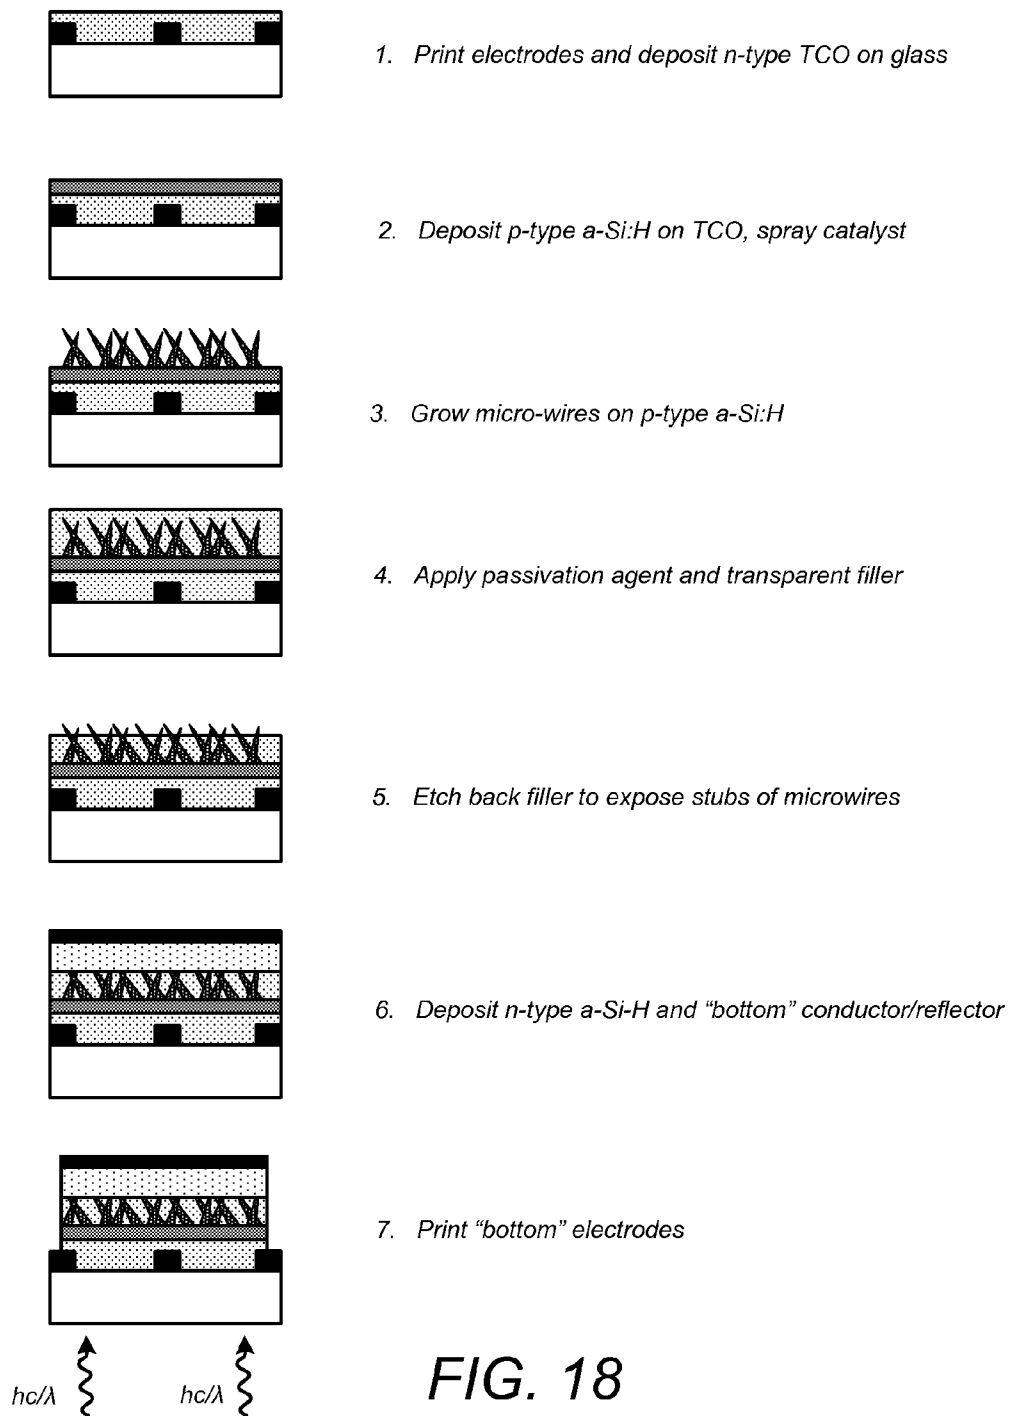 1. Print electrodes and deposit n-type TCO on glass
2. Deposit p-type a-Si:H on TCO, spray catalyst
3. Grow micro-wires on p-type a-Si:H
4. Apply passivation agent and transparent filler
5. Etch back filler to expose stubs of microwires
6. Deposit n-type a-Si-H and “bottom” conductor/reflector
7. Print “bottom” electrodes
hc/λ hc/λ
FIG. 18